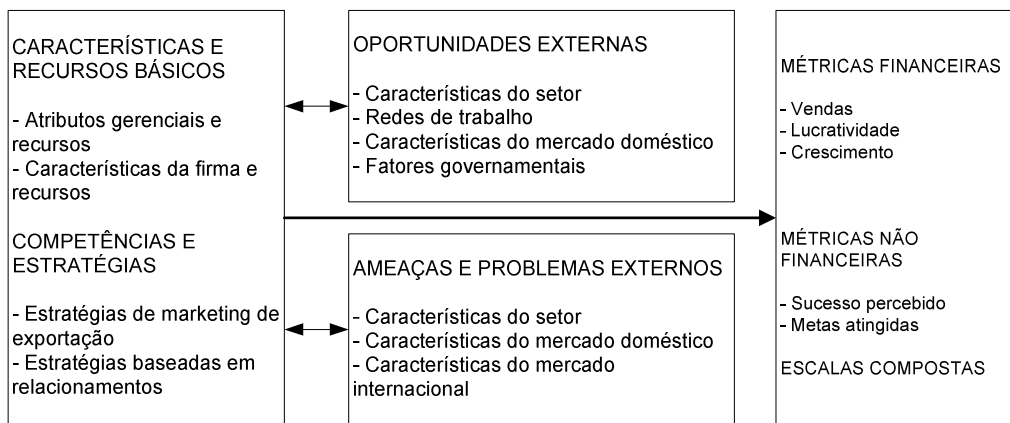 CARACTERÍSTICAS E
RECURSOS BÁSICOS
- Atributos gerenciais e
recursos
- Características da firma e
recursos
COMPETÊNCIAS E
ESTRATÉGIAS
- Estratégias de marketing de
exportação
- Estratégias baseadas em
relacionamentos
OPORTUNIDADES EXTERNAS
- Características do setor
- Redes de trabalho
- Características do mercado doméstico
- Fatores governamentais
AMEAÇAS E PROBLEMAS EXTERNOS
- Características do setor
- Características do mercado doméstico
- Características do mercado
internacional
MÉTRICAS FINANCEIRAS
- Vendas
- Lucratividade
- Crescimento
MÉTRICAS NÃO
FINANCEIRAS
- Sucesso percebido
- Metas atingidas
ESCALAS COMPOSTAS